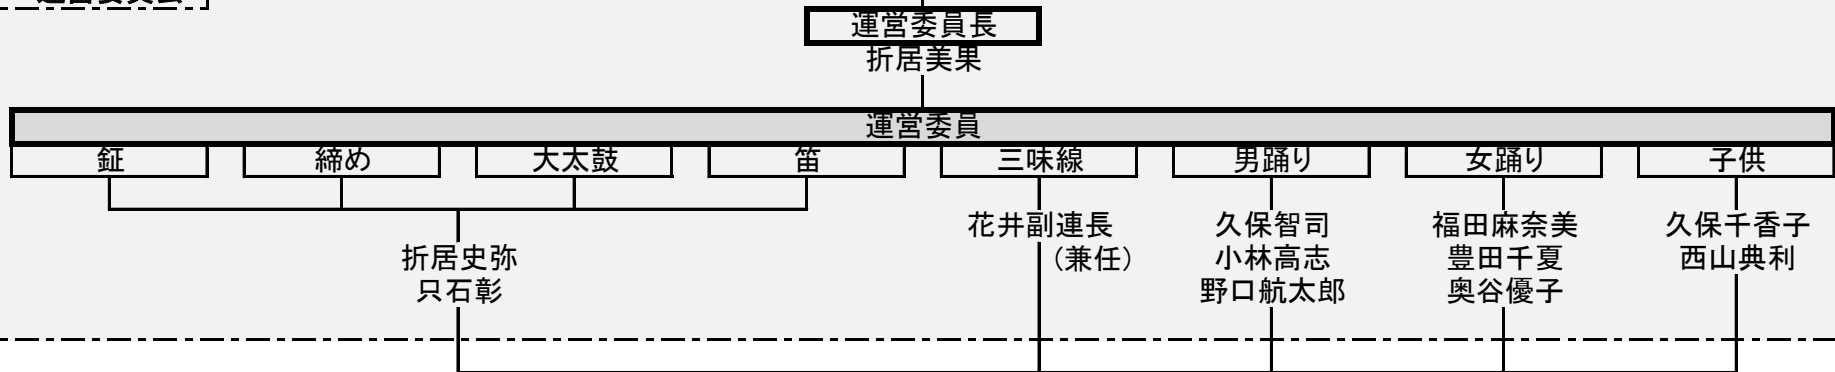 運営委員会
運営委員長
折居美果
運営委員
鉦 締め 大太鼓 笛 三味線 男踊り 女踊り 子供
折居史弥
只石彰
花井副連長
（兼任）
久保智司
小林高志
野口航太郎
福田麻奈美
豊田千夏
奥谷優子
久保千香子
西山典利